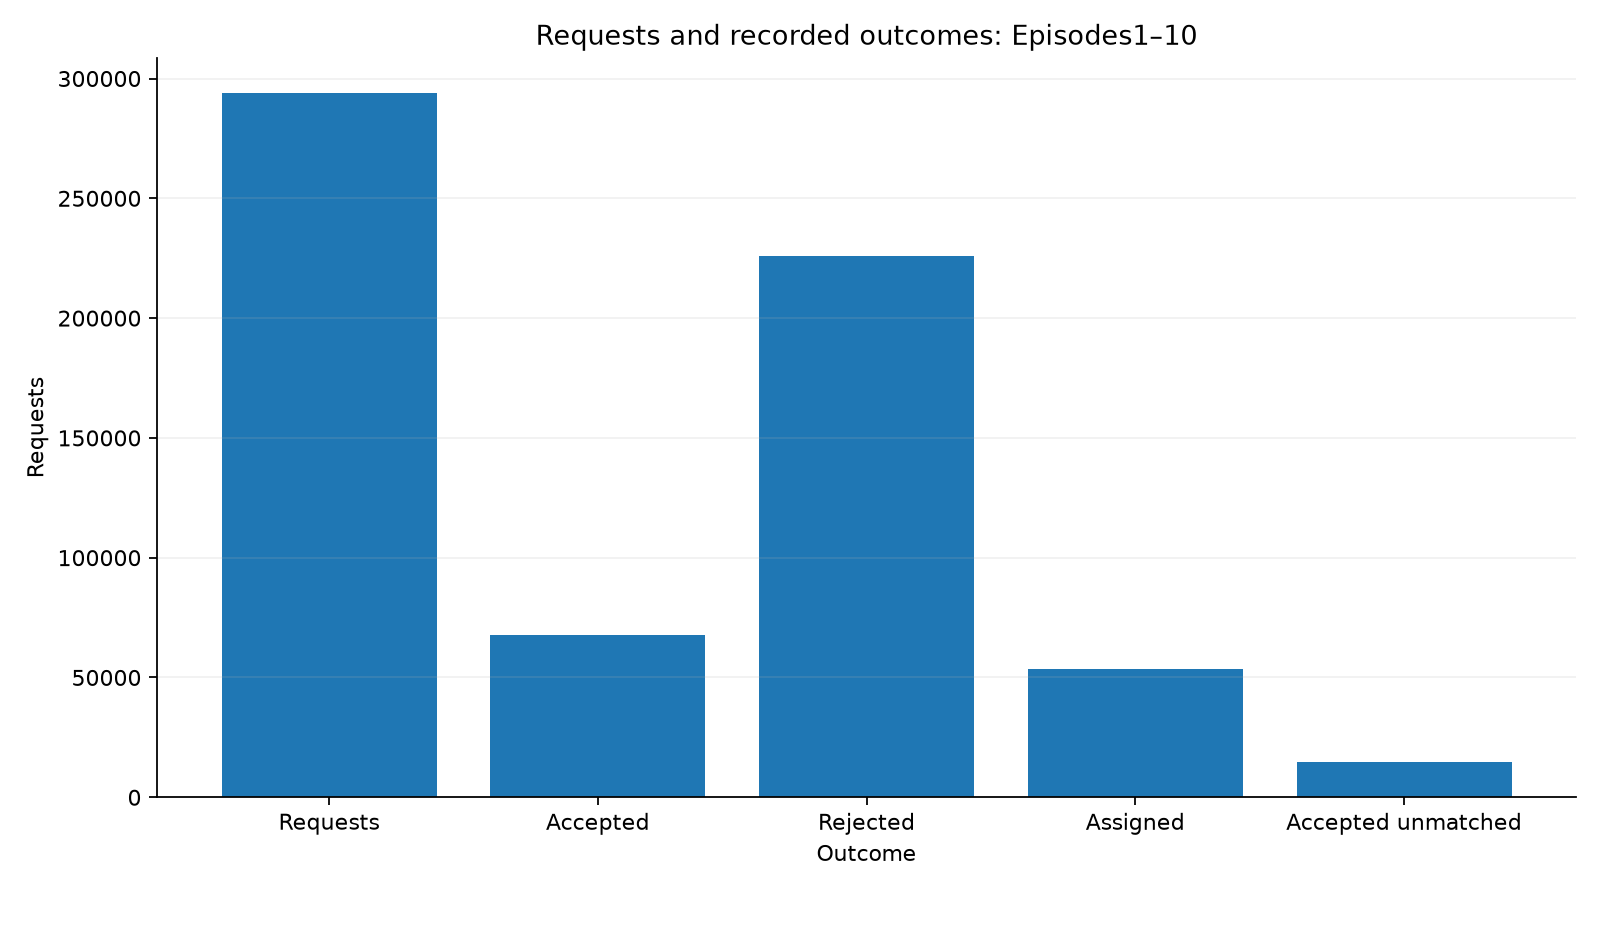 Requests and recorded outcomes: Episodes1–10
300000
250000
200000
150000
100000
50000
0
Requests
Requests
Accepted
Rejected
Assigned
Accepted unmatched
Outcome